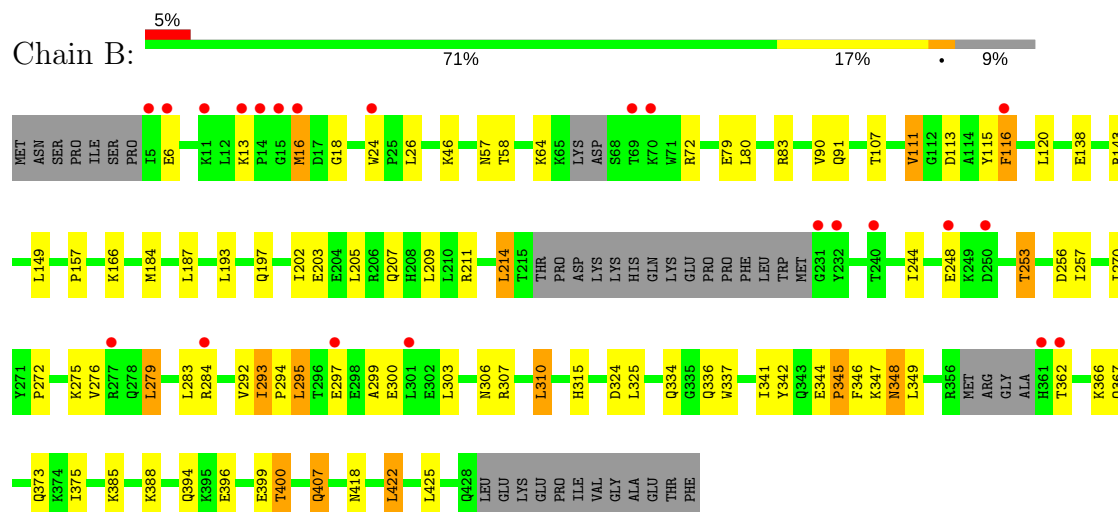 5%
Chain B:
71% 17% • 9%
MET ASN SER PRO ILE SER PRO I5 E6 K11 L12 K13 P14 G15 M16 D17 G18 W24 P25 L26 K46 N57 T58 K64 K65 LYS ASP S68 T69 K70 W71 R72 E79 L80 R83 V90 Q91 T107 V111 G112 D113 A114 Y115 F116 L120 E138 R143
L149 P157 K166 M184 L187 L193 Q197 I202 E203 E204 L205 R206 Q207 H208 L209 L210 R211 L214 T215 THR PRO ASP LYS LYS HIS GLN LYS GLU PRO PRO PHE LEU TRP MET G231 Y232 T240 I244 E248 K249 D250 T253 D256 I257 I270
Y271 P272 K275 V276 R277 Q278 L279 L283 R284 V292 I293 P294 L295 T296 E297 E298 A299 E300 L301 E302 L303 N306 R307 L310 H315 D324 L325 Q334 G335 Q336 W337 I341 Y342 Q343 E344 P345 F346 K347 N348 L349 R356 MET ARG GLY ALA H361 T362 K366 Q367
Q373 K374 I375 K385 K388 Q394 K395 E396 E399 T400 Q407 N418 L422 L425 Q428 LEU GLU LYS GLU PRO ILE VAL GLY ALA GLU THR PHE